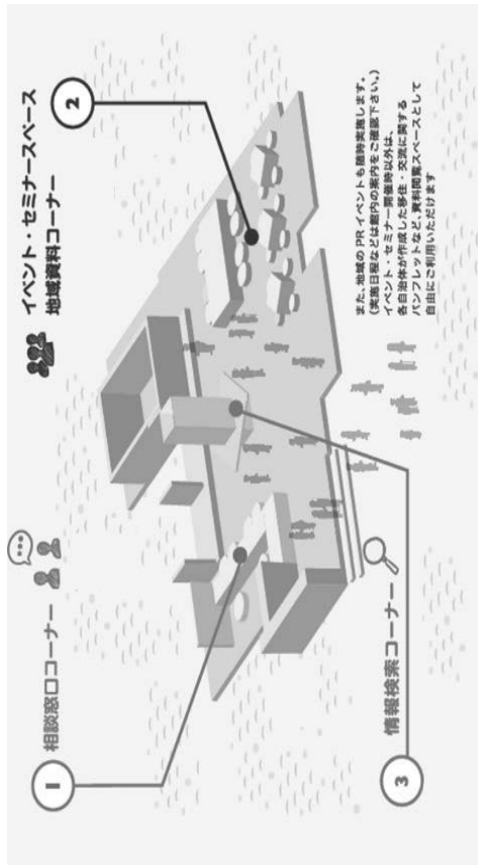 1
相談窓口コーナー
2
イベント・セミナースペース
地域資料コーナー
3
情報検索コーナー
また、地域の PR イベントも随時実施します。
(実施日程などは館内の案内をご確認下さい。)
イベント・セミナー開催時以外は、
各自治体が作成した移住・交流に関する
パンフレットなど、資料閲覧スペースとして
自由にご利用いただけます